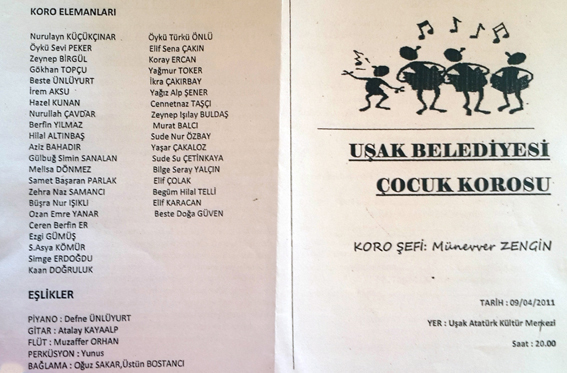 KORO ELEMANLARI
Nurulayn KÜÇÜKÇINAR
Öykü Sevi PEKER
Zeynep BİRGÜL
Gökhan TOPÇU
Beste ÜNLÜYURT
İrem AKSU
Hazel KUNAN
Nurullah ÇAVDAR
Berfin YILMAZ
Hilal ALTINBAŞ
Aziz BAHADIR
Gülbuğ Simin SANALAN
Melisa DÖNMEZ
Samet Başaran PARLAK
Zehra Naz SAMANCI
Büşra Nur IŞIKLI
Ozan Emre YANAR
Ceren Berfin ER
Ezgi GÜMÜŞ
S.Asya KÖMÜR
Simge ERDOĞDU
Kaan DOĞRULUK
Öykü Türkü ÖNLÜ
Elif Sena ÇAKIN
Koray ERCAN
Yağmur TOKER
İkra ÇAKIRBAY
Yağız Alp ŞENER
Cennetnaz TAŞÇI
Zeynep Işılay BULDAŞ
Murat BALCI
Sude Nur ÖZBAY
Yaşar ÇAKALOZ
Sude Su ÇETİNKAYA
Bilge Seray YALÇIN
Elif ÇOLAK
Begüm Hilal TELLİ
Elif KARACAN
Beste Doğa GÜVEN
EŞLİKLER
PİYANO : Defne ÜNLÜYURT
GİTAR : Atalay KAYAALP
FLÜT : Muzaffer ORHAN
PERKÜSYON : Yunus
BAĞLAMA : Oğuz SAKAR,Üstün BOSTANCI
UŞAK BELEDİYESİ
ÇOCUK KOROSU
KORO ŞEFİ: Münevver ZENGİN
TARİH : 09/04/2011
YER : Uşak Atatürk Kültür Merkezi
Saat : 20.00